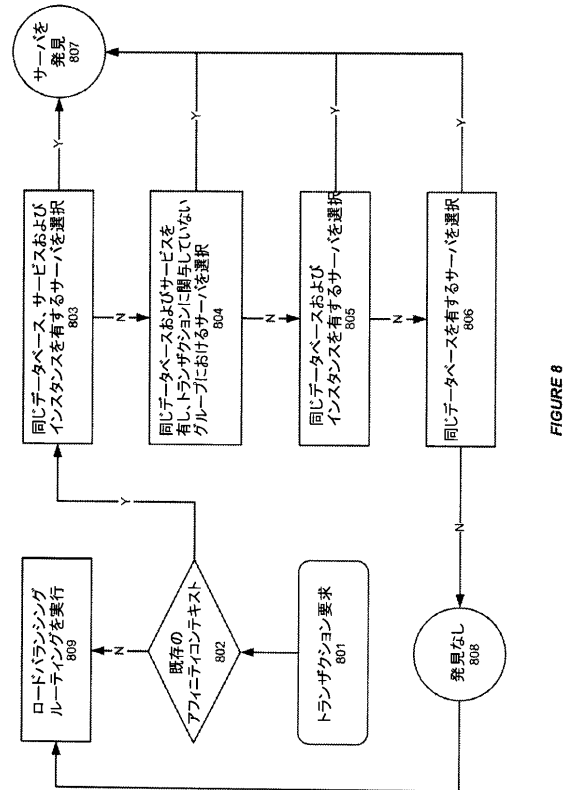 トランザクション要求
801
既存の
アフィニティコンテキスト
802
N
Y
ロードバランシング
ルーティングを実行
809
同じデータベース、サービスおよび
インスタンスを有するサーバを選択
803
Y
N
同じデータベースおよびサービスを
有し、トランザクションに関与していない
グループにおけるサーバを選択
804
Y
N
同じデータベースおよび
インスタンスを有するサーバを選択
805
Y
N
同じデータベースを有するサーバを選択
806
Y
N
サーバを
発見
807
発見なし
808
FIGURE 8